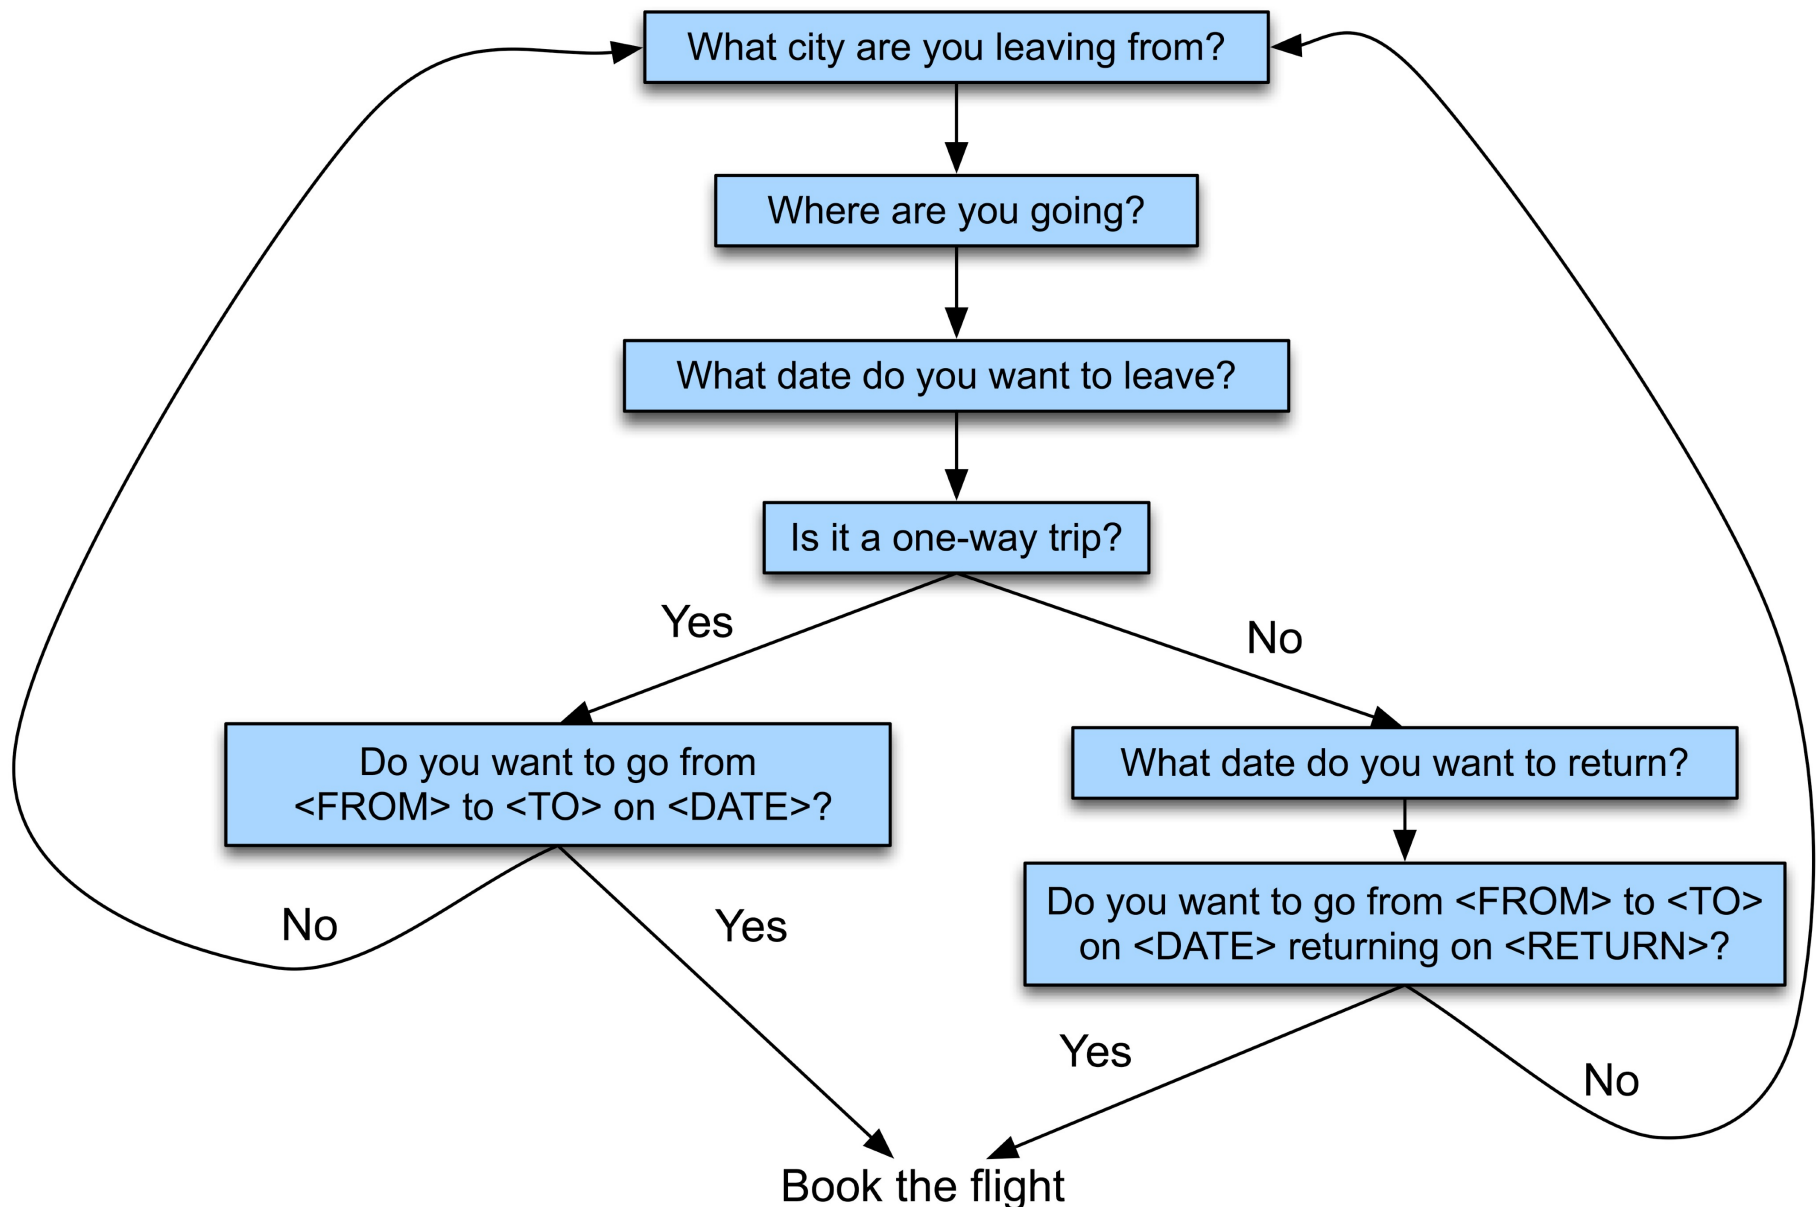 What city are you leaving from?
Where are you going?
What date do you want to leave?
Is it a one-way trip?
Yes
No
Do you want to go from
<FROM> to <TO> on <DATE>?
What date do you want to return?
Do you want to go from <FROM> to <TO>
on <DATE> returning on <RETURN>?
No
Yes
Yes
No
Book the flight